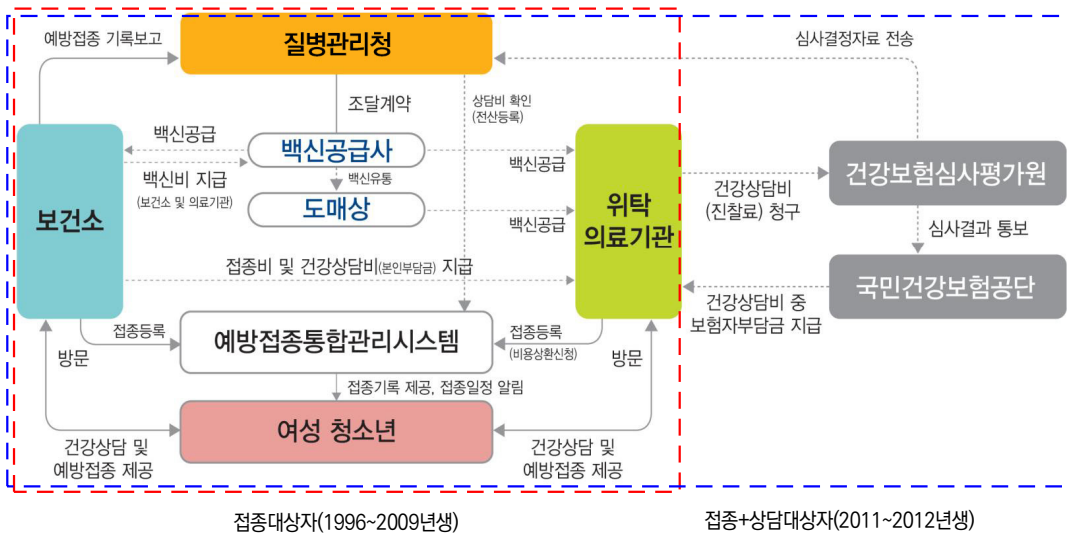 예방접종 기록보고
질병관리청
심사결정자료 전송
조달계약
상담비 확인
(전산등록)
백신공급
백신공급사
백신공급
백신비 지급
(보건소 및 의료기관)
백신유통
도매상
백신공급
보건소
위탁
의료기관
건강상담비
(진찰료) 청구
건강보험심사평가원
심사결과 통보
접종비 및 건강상담비(본인부담금) 지급
건강상담비 중
보험자부담금 지급
국민건강보험공단
접종등록
예방접종통합관리시스템
접종등록
(비용상환신청)
방문
방문
접종기록 제공, 접종일정 알림
여성 청소년
건강상담 및
예방접종 제공
건강상담 및
예방접종 제공
접종대상자(1996~2009년생)
접종+상담대상자(2011~2012년생)